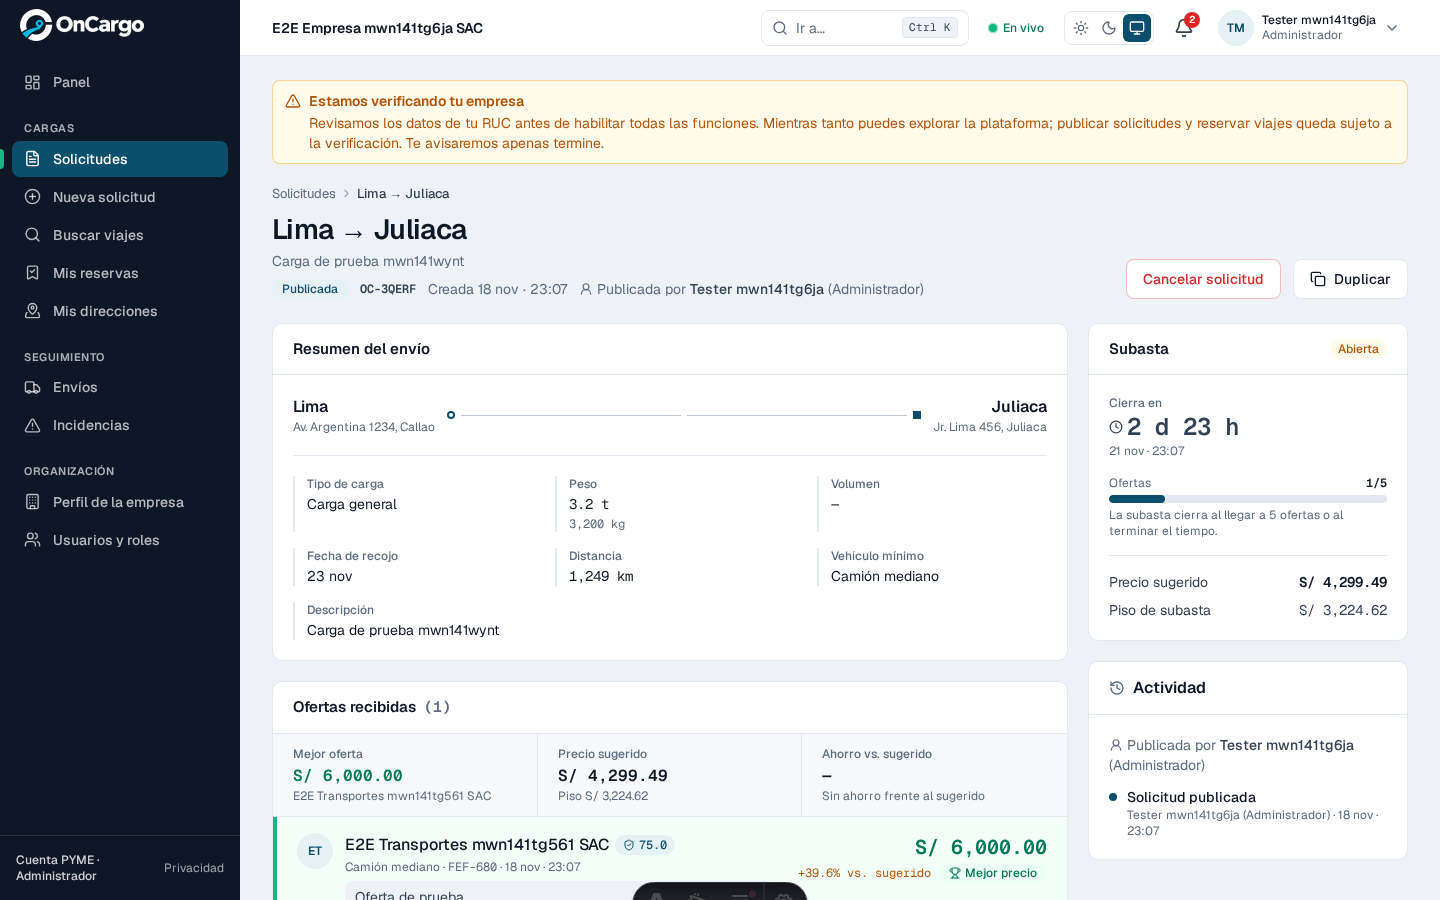 OnCargo
E2E Empresa mwn141tg6ja SAC
Ir a...
Ctrl K
En vivo
2
TM
Tester mwn141tg6ja
Administrador
Panel
CARGAS
Solicitudes
Nueva solicitud
Buscar viajes
Mis reservas
Mis direcciones
SEGUIMIENTO
Envíos
Incidencias
ORGANIZACIÓN
Perfil de la empresa
Usuarios y roles
Cuenta PYME ·
Administrador
Privacidad
Estamos verificando tu empresa
Revisamos los datos de tu RUC antes de habilitar todas las funciones. Mientras tanto puedes explorar la plataforma; publicar solicitudes y reservar viajes queda sujeto a
la verificación. Te avisaremos apenas termine.
Solicitudes > Lima → Juliaca
Lima → Juliaca
Carga de prueba mwn141wynt
Publicada OC-3QERF Creada 18 nov · 23:07 Publicada por Tester mwn141tg6ja (Administrador)
Cancelar solicitud
Duplicar
Resumen del envío
Lima
Av. Argentina 1234, Callao
Juliaca
Jr. Lima 456, Juliaca
Tipo de carga
Carga general
Peso
3.2 t
3,200 kg
Volumen
—
Fecha de recojo
23 nov
Distancia
1,249 km
Vehículo mínimo
Camión mediano
Descripción
Carga de prueba mwn141wynt
Ofertas recibidas (1)
Mejor oferta
S/ 6,000.00
E2E Transportes mwn141tg561 SAC
Precio sugerido
S/ 4,299.49
Piso S/ 3,224.62
Ahorro vs. sugerido
—
Sin ahorro frente al sugerido
ET
E2E Transportes mwn141tg561 SAC 75.0
Camión mediano · FEF-680 · 18 nov · 23:07
Oferta de prueba
S/ 6,000.00
+39.6% vs. sugerido Mejor precio
Subasta
Abierta
Cierra en
2 d 23 h
21 nov · 23:07
Ofertas 1/5
La subasta cierra al llegar a 5 ofertas o al
terminar el tiempo.
Precio sugerido S/ 4,299.49
Piso de subasta S/ 3,224.62
Actividad
Publicada por Tester mwn141tg6ja
(Administrador)
Solicitud publicada
Tester mwn141tg6ja (Administrador) · 18 nov ·
23:07